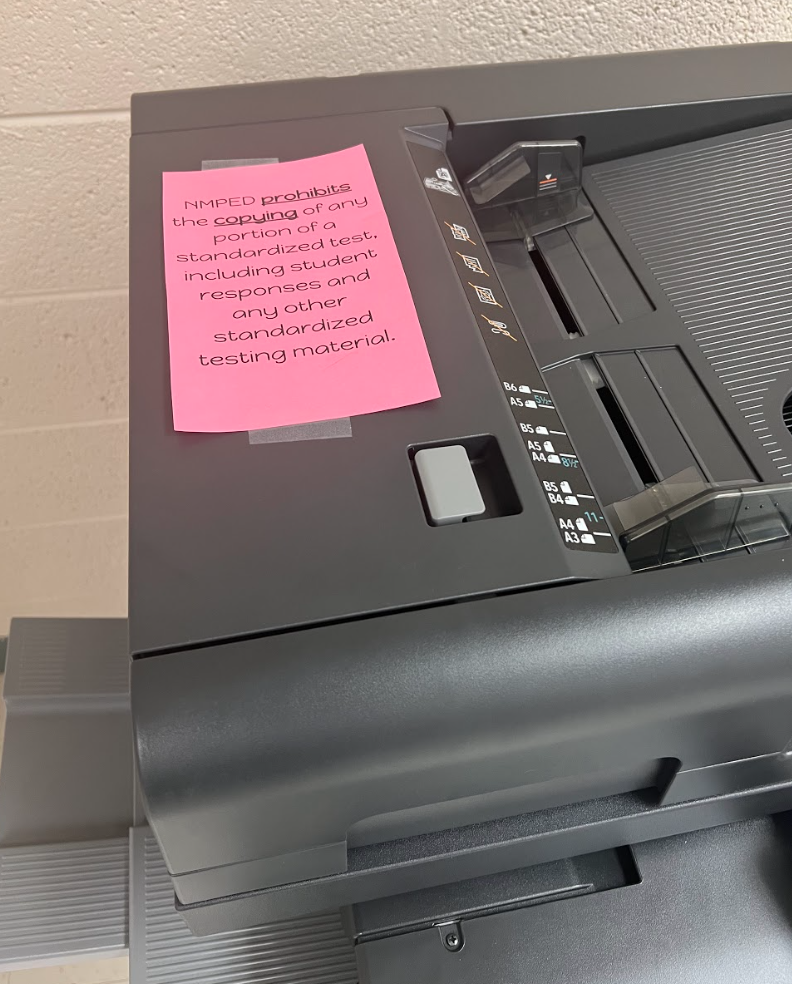 NMPED prohibits
the copying of any
portion of a
standardized test,
including student
responses and
any other
standardized
testing material.
B6
A5 5½-
B5
A5
A4 8½
B5
B4
11-
A4
A3